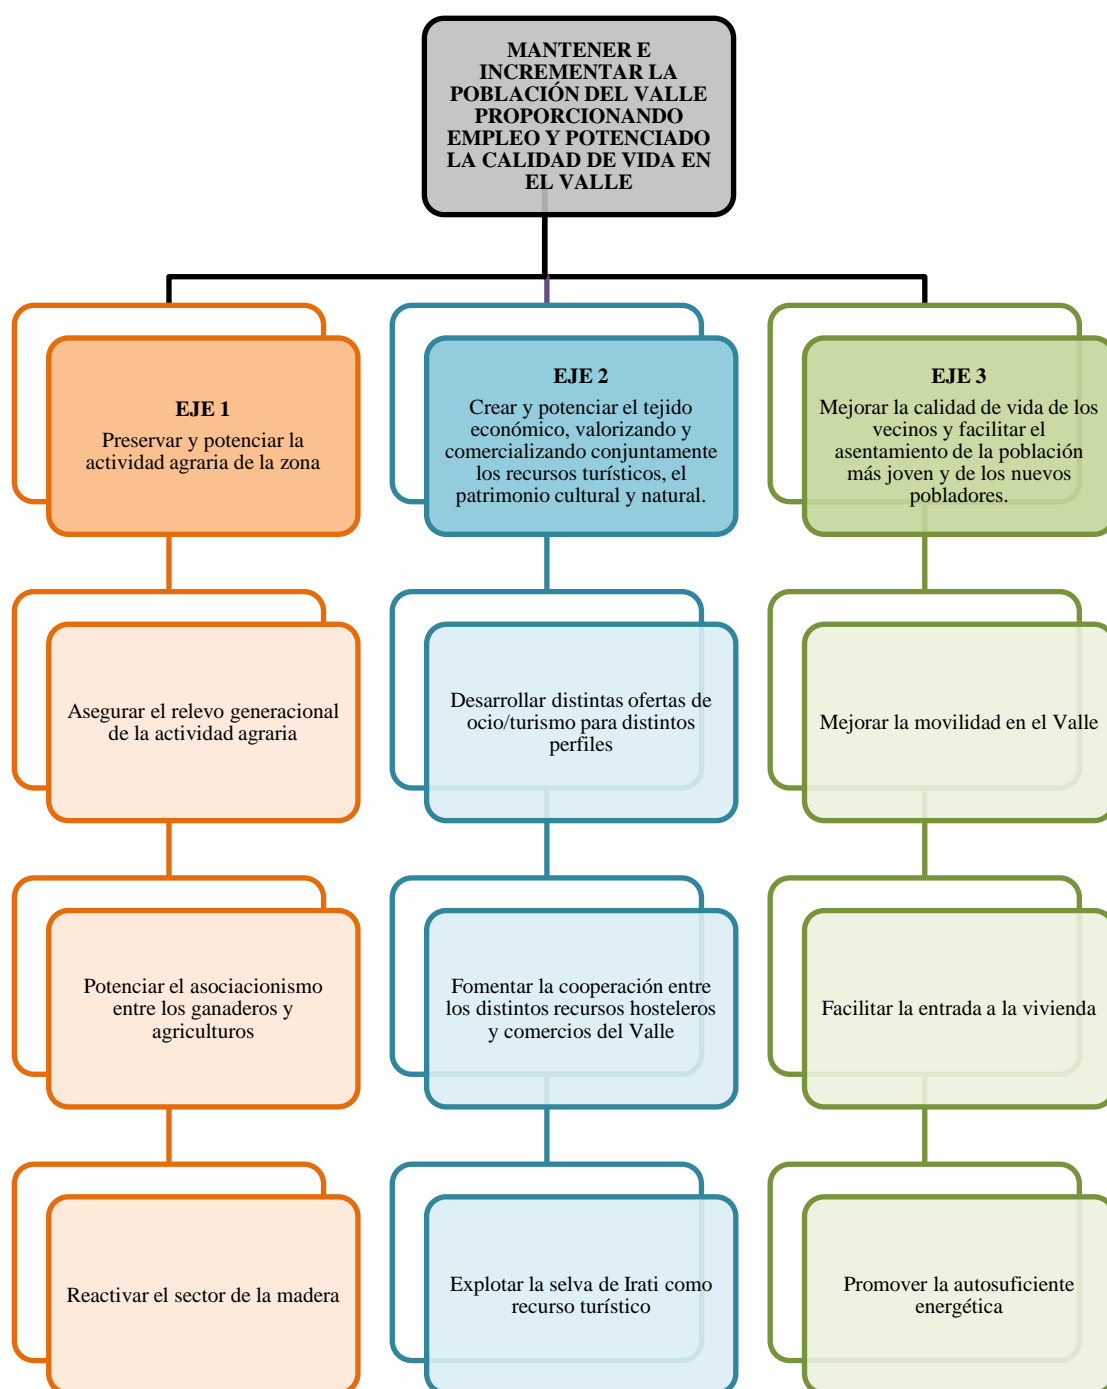 MANTENER E
INCREMENTAR LA
POBLACIÓN DEL VALLE
PROPORCIONANDO
EMPLEO Y POTENCIADO
LA CALIDAD DE VIDA EN
EL VALLE
EJE 1
Preservar y potenciar la
actividad agraria de la zona
Asegurar el relevo generacional
de la actividad agraria
Potenciar el asociacionismo
entre los ganaderos y
agriculturos
Reactivar el sector de la madera
EJE 2
Crear y potenciar el tejido
económico, valorizando y
comercializando conjuntamente
los recursos turísticos, el
patrimonio cultural y natural.
Desarrollar distintas ofertas de
ocio/turismo para distintos
perfiles
Fomentar la cooperación entre
los distintos recursos hosteleros
y comercios del Valle
Explotar la selva de Irati como
recurso turístico
EJE 3
Mejorar la calidad de vida de los
vecinos y facilitar el
asentamiento de la población
más joven y de los nuevos
pobladores.
Mejorar la movilidad en el Valle
Facilitar la entrada a la vivienda
Promover la autosuficiente
energética